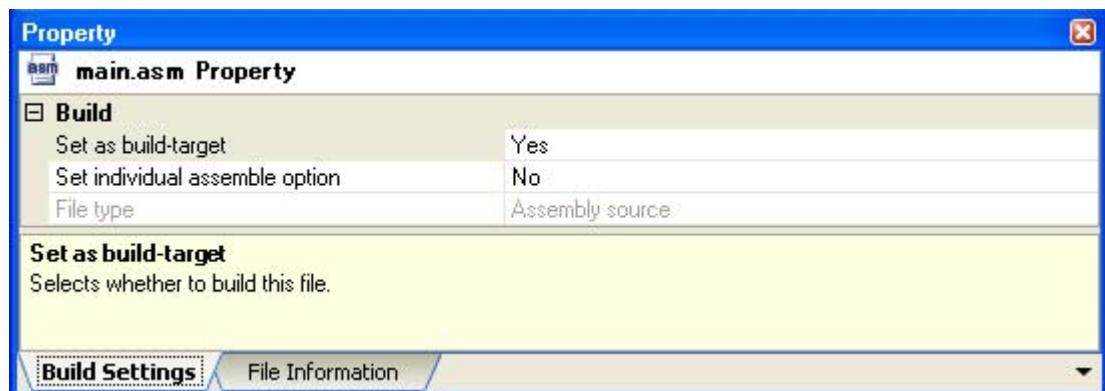 Property
asm main.asm Property
Build
Set as build-target Yes
Set individual assemble option No
File type Assembly source
Set as build-target
Selects whether to build this file.
Build Settings File Information